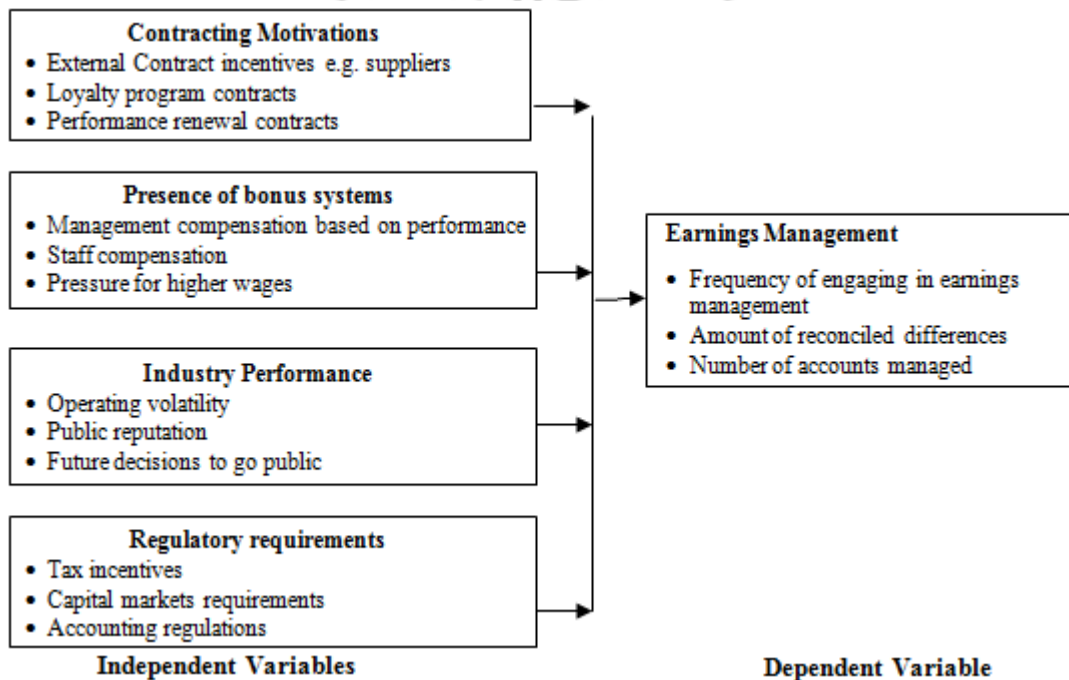 Contracting Motivations
• External Contract incentives e.g. suppliers
• Loyalty program contracts
• Performance renewal contracts
Presence of bonus systems
• Management compensation based on performance
• Staff compensation
• Pressure for higher wages
Industry Performance
• Operating volatility
• Public reputation
• Future decisions to go public
Regulatory requirements
• Tax incentives
• Capital markets requirements
• Accounting regulations
Independent Variables
Earnings Management
• Frequency of engaging in earnings
management
• Amount of reconciled differences
• Number of accounts managed
Dependent Variable